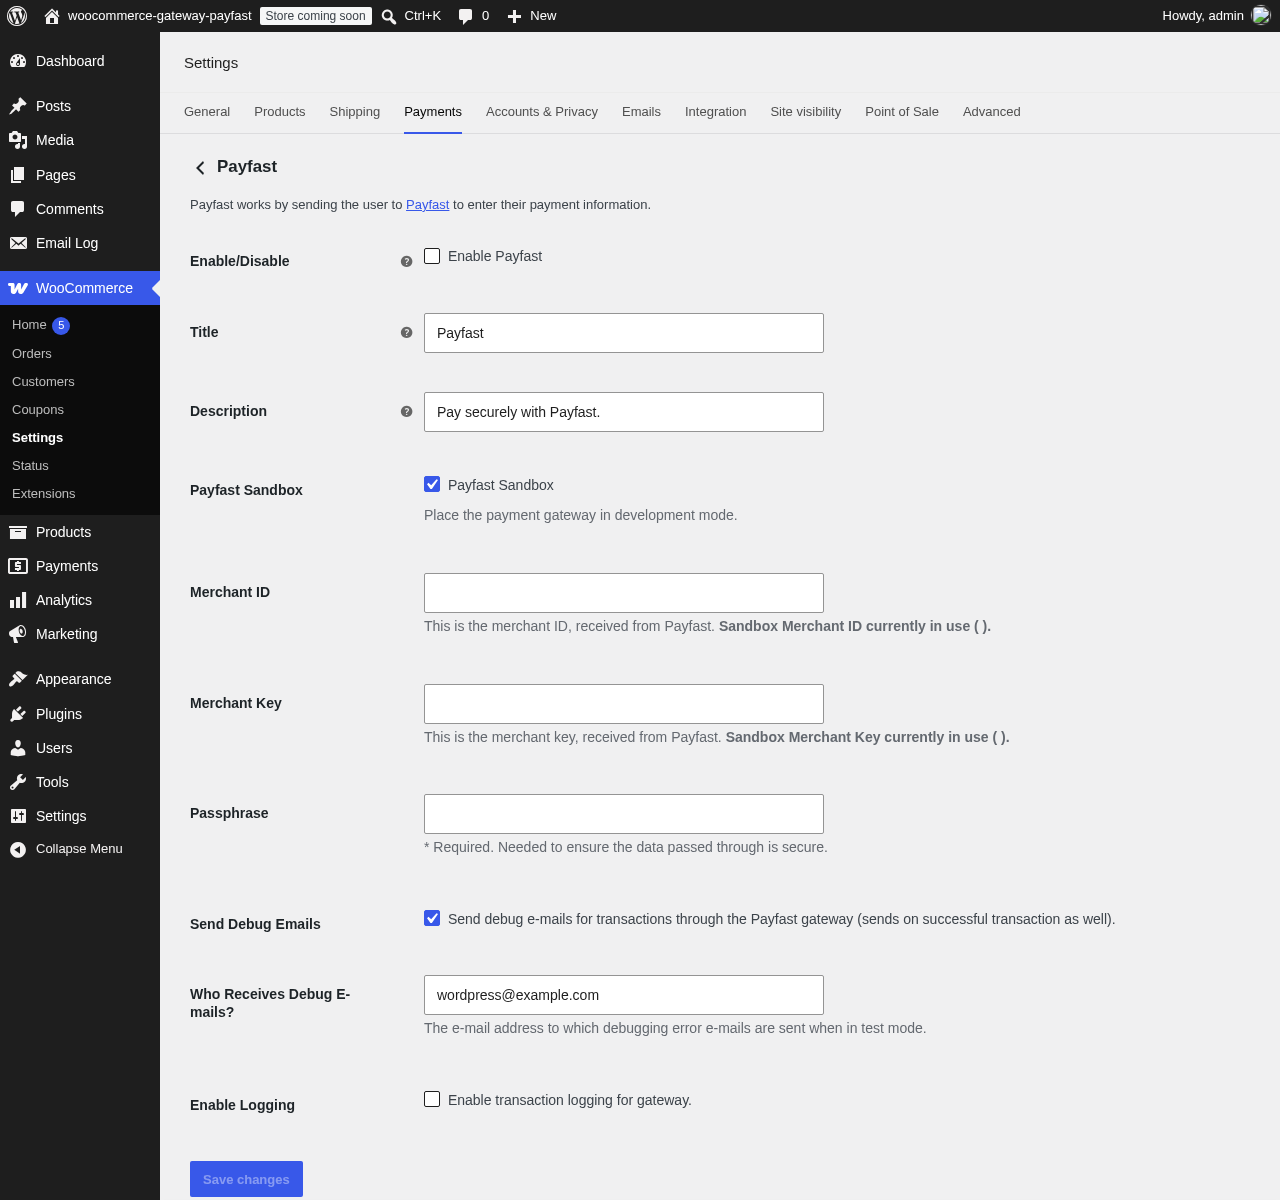 woocommerce-gateway-payfast Store coming soon Ctrl+K 0 New Howdy, admin
Dashboard
Posts
Media
Pages
Comments
Email Log
WooCommerce
Home 5
Orders
Customers
Coupons
Settings
Status
Extensions
Products
Payments
Analytics
Marketing
Appearance
Plugins
Users
Tools
Settings
Collapse Menu
Settings
General Products Shipping Payments Accounts & Privacy Emails Integration Site visibility Point of Sale Advanced
Payfast
Payfast works by sending the user to Payfast to enter their payment information.
Enable/Disable ? Enable Payfast
Title ? Payfast
Description ? Pay securely with Payfast.
Payfast Sandbox Payfast Sandbox
Place the payment gateway in development mode.
Merchant ID
This is the merchant ID, received from Payfast. Sandbox Merchant ID currently in use ( ).
Merchant Key
This is the merchant key, received from Payfast. Sandbox Merchant Key currently in use ( ).
Passphrase
* Required. Needed to ensure the data passed through is secure.
Send Debug Emails Send debug e-mails for transactions through the Payfast gateway (sends on successful transaction as well).
Who Receives Debug E-
mails?
wordpress@example.com
The e-mail address to which debugging error e-mails are sent when in test mode.
Enable Logging Enable transaction logging for gateway.
Save changes